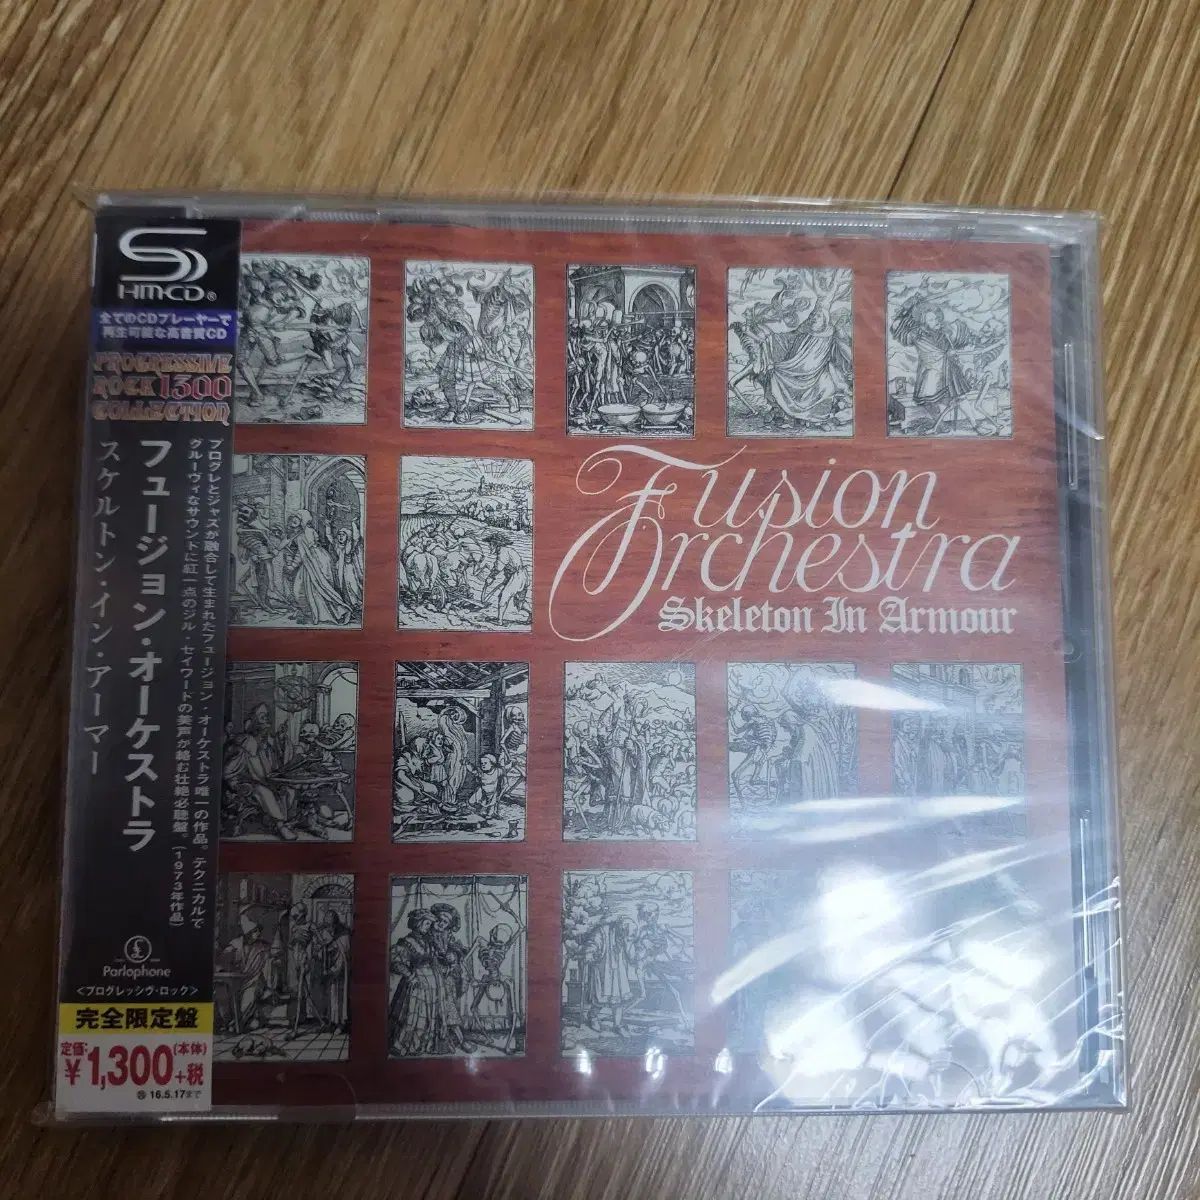 SHM-CD®
全てのCDプレーヤーで
再生可能な高音質CD
PROGRESSIVE
ROCK 1300
COLLECTION
プログレとジャズが融合して生まれたフュージョン・オーケストラ唯一の作品。テクニカルで
グルーヴィなサウンドに紅一点のジル・セイワードの美声が絡む壮絶必聴盤。(1973年作品)
フュージョン・オーケストラ
スケルトン・イン・アーマー
£
Parlophone
<プログレッシヴ・ロック>
完全限定盤
定価:
¥1,300(本体)+税
16.5.17まで
Fusion
Orchestra
Skeleton In Armour